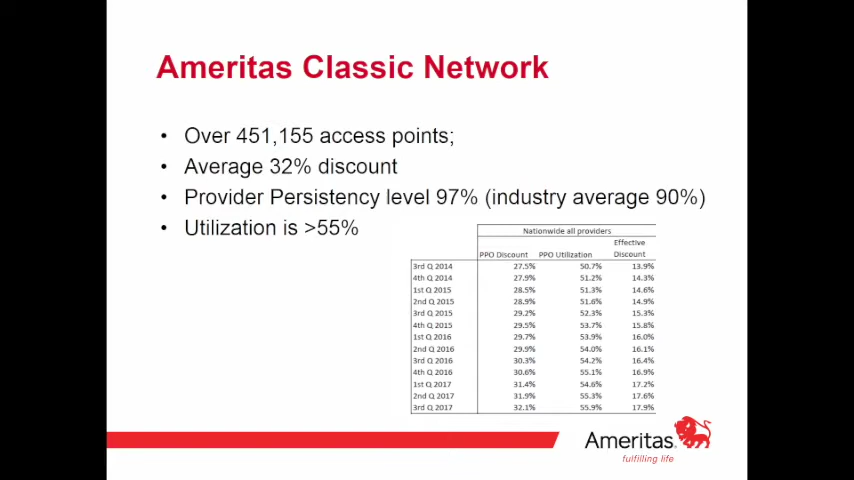 Ameritas Classic Network
• Over 451,155 access points;
• Average 32% discount
• Provider Persistency level 97% (industry average 90%)
• Utilization is >55%
Nationwide all providers
PPO Discount PPO Utilization Effective Discount
3rd Q 2014 27.5% 50.7% 13.9%
4th Q 2014 27.9% 51.2% 14.3%
1st Q 2015 28.5% 51.3% 14.6%
2nd Q 2015 28.9% 51.6% 14.9%
3rd Q 2015 29.2% 52.3% 15.3%
4th Q 2015 29.5% 53.7% 15.8%
1st Q 2016 29.7% 53.9% 16.0%
2nd Q 2016 29.9% 54.0% 16.1%
3rd Q 2016 30.3% 54.2% 16.4%
4th Q 2016 30.6% 55.1% 16.9%
1st Q 2017 31.4% 54.6% 17.2%
2nd Q 2017 31.9% 55.3% 17.6%
3rd Q 2017 32.1% 55.9% 17.9%
Ameritas
fulfilling life